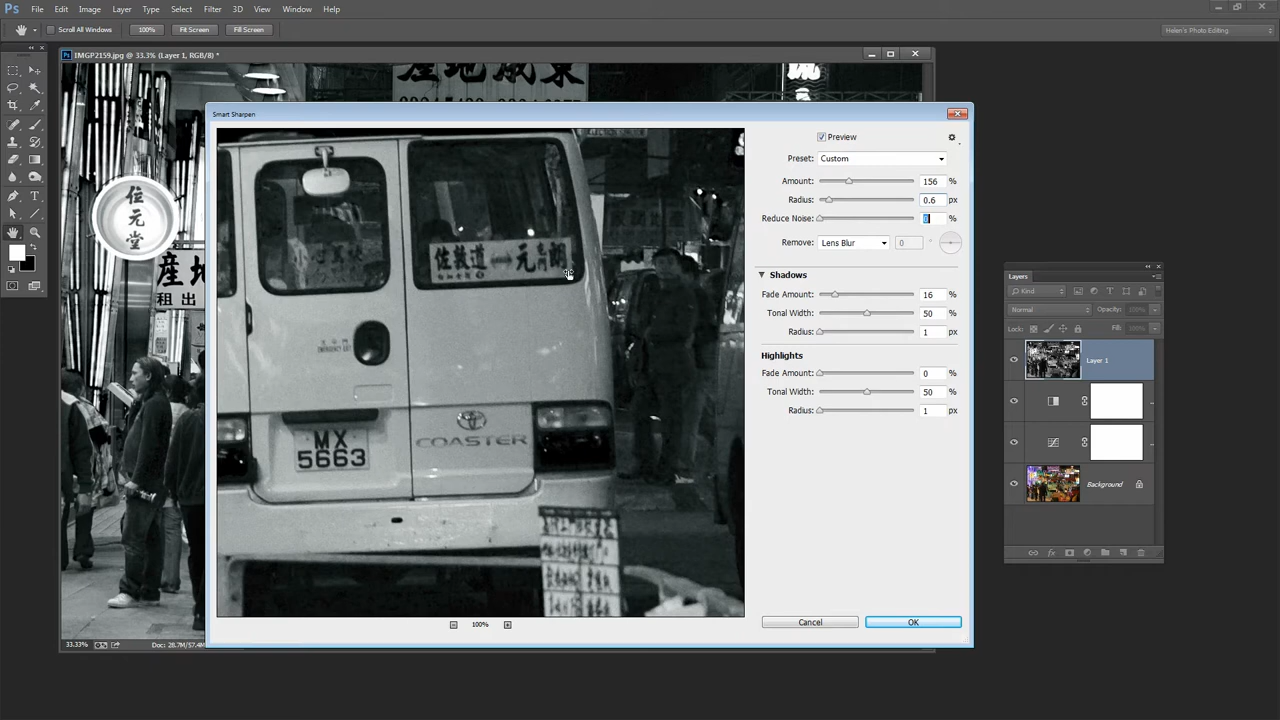 Ps File Edit Image Layer Type Select Filter 3D View Window Help
Scroll All Windows 100% Fit Screen Fill Screen Helen's Photo Editing
IMGP2159.jpg @ 33.3% (Layer 1, RGB/8) *
位元堂
産地
租出
Smart Sharpen
佐敦道 元朗
MX
5663
COASTER
EMERGENCY EXIT
100%
Preview
Preset: Custom
Amount: 156 %
Radius: 0.6 px
Reduce Noise: 0 %
Remove: Lens Blur 0 °
Shadows
Fade Amount: 16 %
Tonal Width: 50 %
Radius: 1 px
Highlights
Fade Amount: 0 %
Tonal Width: 50 %
Radius: 1 px
Cancel OK
33.33% Doc: 28.7M/57.4M
Layers
Kind
Normal Opacity: 100%
Lock: Fill: 100%
Layer 1
Background